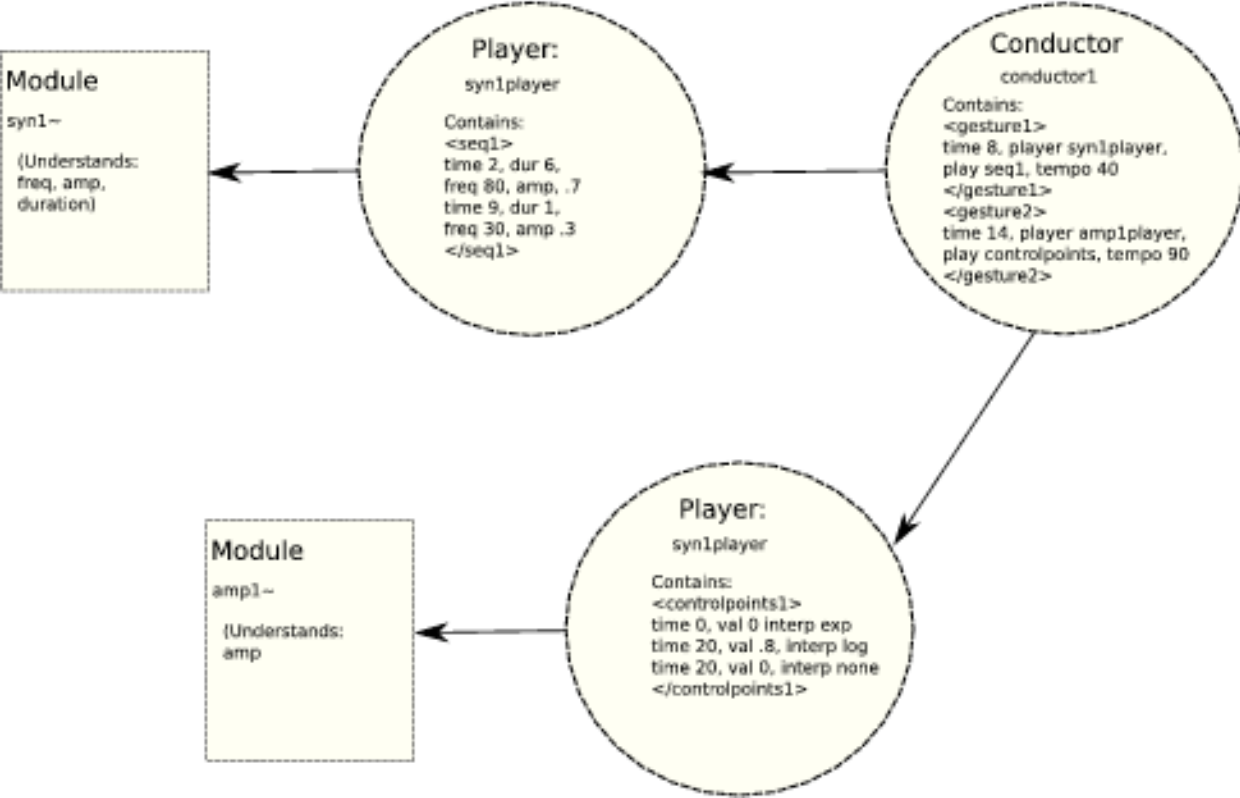 Module
syn1~
(Understands:
freq, amp,
duration)
Player:
syn1player
Contains:
<seq1>
time 2, dur 6,
freq 80, amp, .7
time 9, dur 1,
freq 30, amp .3
</seq1>
Conductor
conductor1
Contains:
<gesture1>
time 8, player syn1player,
play seq1, tempo 40
</gesture1>
<gesture2>
time 14, player amp1player,
play controlpoints, tempo 90
</gesture2>
Module
amp1~
(Understands:
amp
Player:
syn1player
Contains:
<controlpoints1>
time 0, val 0 interp exp
time 20, val .8, interp log
time 20, val 0, interp none
</controlpoints1>